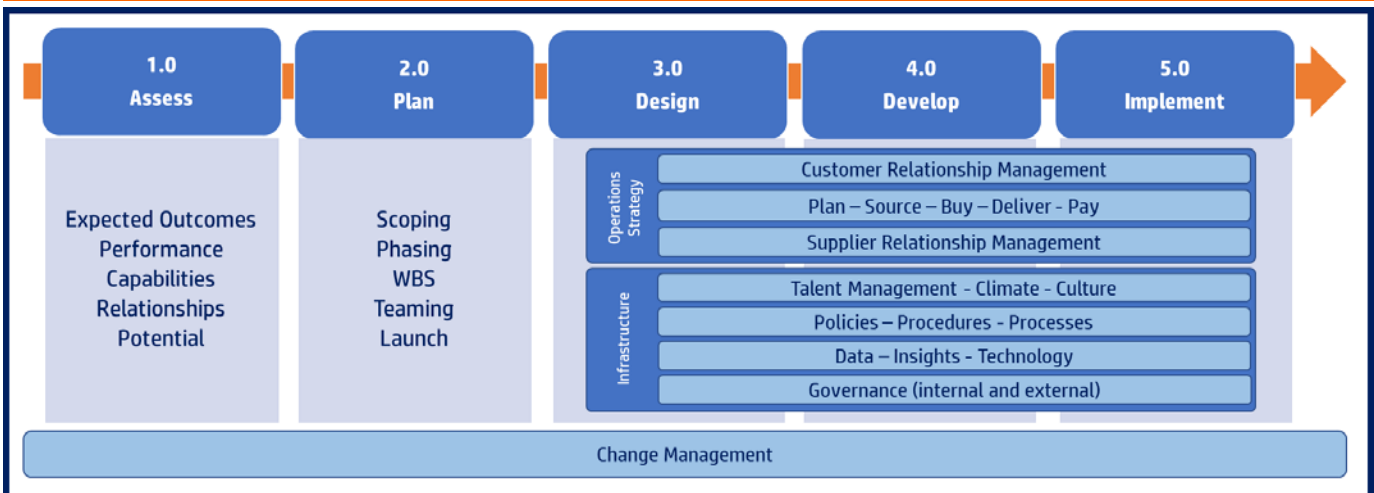 1.0
Assess
2.0
Plan
3.0
Design
4.0
Develop
5.0
Implement
Expected Outcomes
Performance
Capabilities
Relationships
Potential
Scoping
Phasing
WBS
Teaming
Launch
Operations
Strategy
Customer Relationship Management
Plan – Source – Buy – Deliver - Pay
Supplier Relationship Management
Infrastructure
Talent Management - Climate - Culture
Policies – Procedures - Processes
Data – Insights - Technology
Governance (internal and external)
Change Management